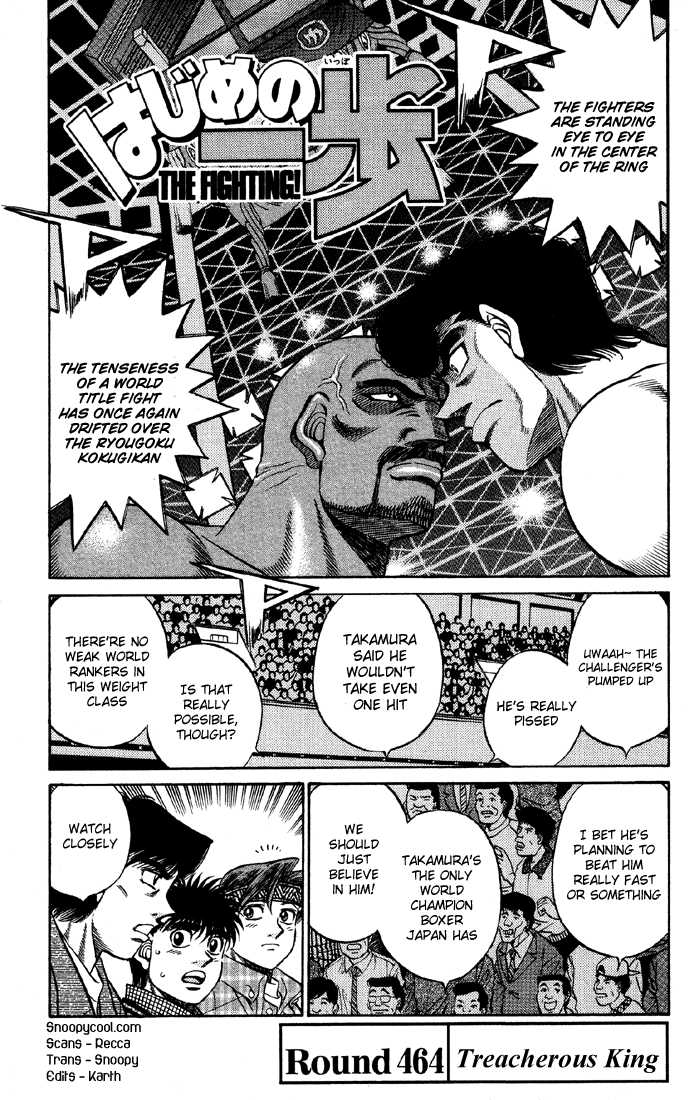 はじめの
一歩
いっぽ
THE FIGHTING!
THE FIGHTERS
ARE STANDING
EYE TO EYE
IN THE CENTER
OF THE RING
THE TENSENESS
OF A WORLD
TITLE FIGHT
HAS ONCE AGAIN
DRIFTED OVER
THE RYOUGOKU
KOKUGIKAN
UWAAH~ THE
CHALLENGER'S
PUMPED UP
HE'S REALLY
PISSED
TAKAMURA
SAID HE
WOULDN'T
TAKE EVEN
ONE HIT
IS THAT
REALLY
POSSIBLE,
THOUGH?
THERE'RE NO
WEAK WORLD
RANKERS IN
THIS WEIGHT
CLASS
I BET HE'S
PLANNING TO
BEAT HIM
REALLY FAST
OR SOMETHING
TAKAMURA'S
THE ONLY
WORLD
CHAMPION
BOXER
JAPAN HAS
WE
SHOULD
JUST
BELIEVE
IN HIM!
WATCH
CLOSELY
Snoopycool.com
Scans - Recca
Trans - Snoopy
Edits - Karth
Round 464 Treacherous King